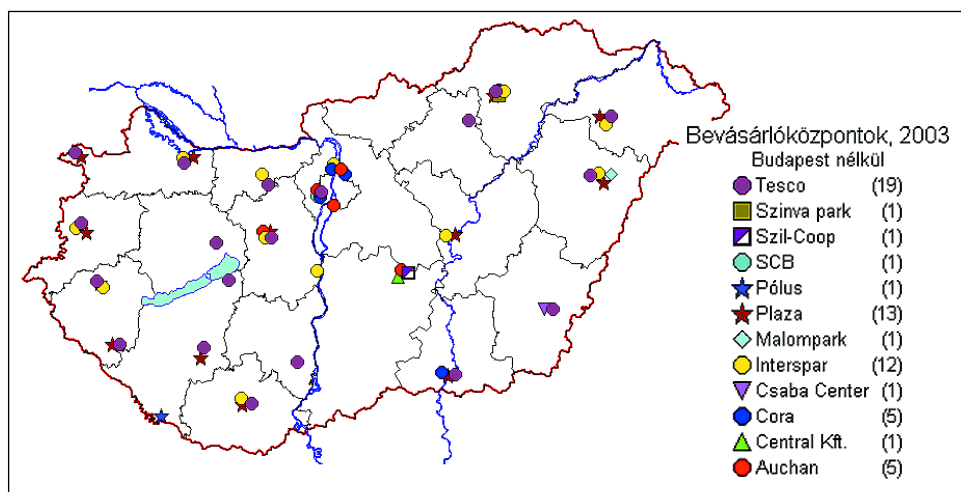 Bevásárlóközpontok, 2003
Budapest nélkül
Tesco (19)
Szinva park (1)
Szil-Coop (1)
SCB (1)
Pólus (1)
Plaza (13)
Malompark (1)
Interspar (12)
Csaba Center (1)
Cora (5)
Central Kft. (1)
Auchan (5)